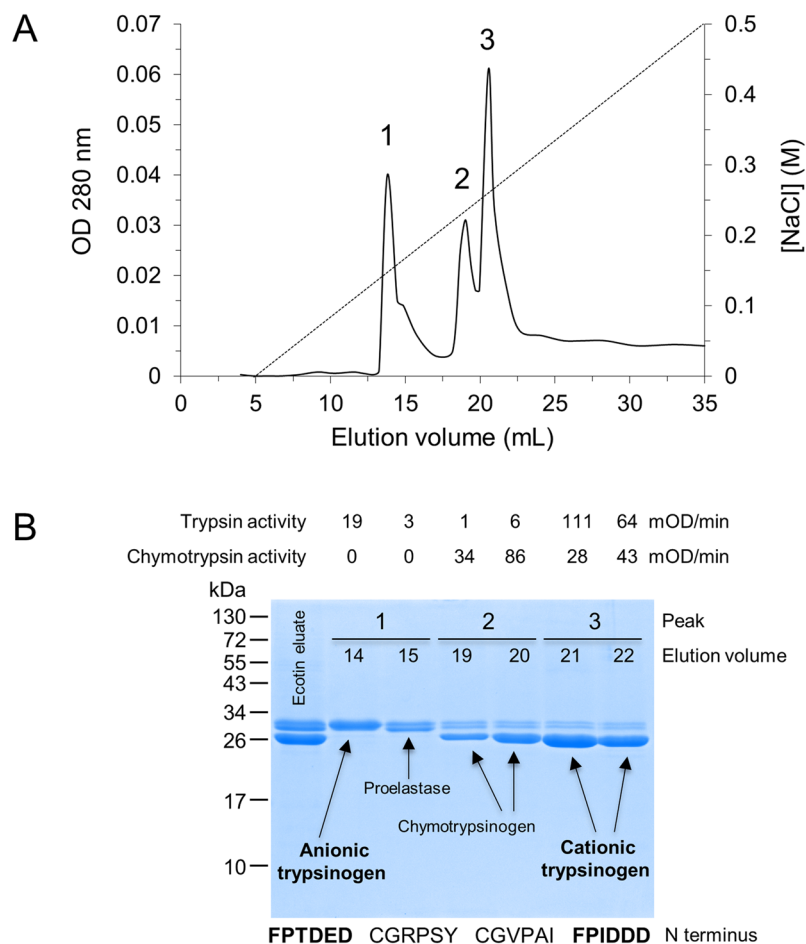 A
0.07
0.06
0.05
0.04
0.03
0.02
0.01
0
OD 280 nm
1
2
3
0.5
0.4
0.3
0.2
0.1
0
[NaCl] (M)
0 5 10 15 20 25 30 35
Elution volume (mL)
B
Trypsin activity 19 3 1 6 111 64 mOD/min
Chymotrypsin activity 0 0 34 86 28 43 mOD/min
kDa
Ecotin eluate
1 2 3 Peak
14 15 19 20 21 22 Elution volume
130
72
55
43
34
26
17
10
Proelastase
Chymotrypsinogen
Anionic
trypsinogen
Cationic
trypsinogen
FPTDED CGRPSY CGVPAI FPIDDD N terminus